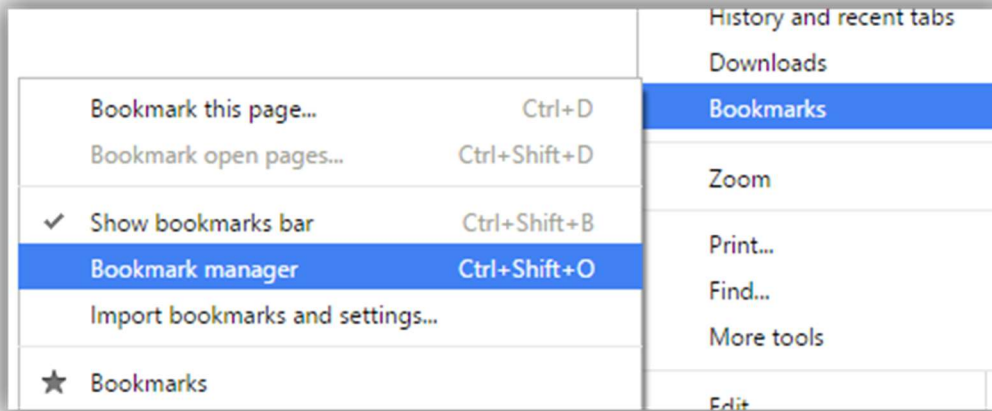 History and recent tabs
Downloads
Bookmarks
Zoom
Print...
Find...
More tools
Edit
Bookmark this page... Ctrl+D
Bookmark open pages... Ctrl+Shift+D
Show bookmarks bar Ctrl+Shift+B
Bookmark manager Ctrl+Shift+O
Import bookmarks and settings...
Bookmarks